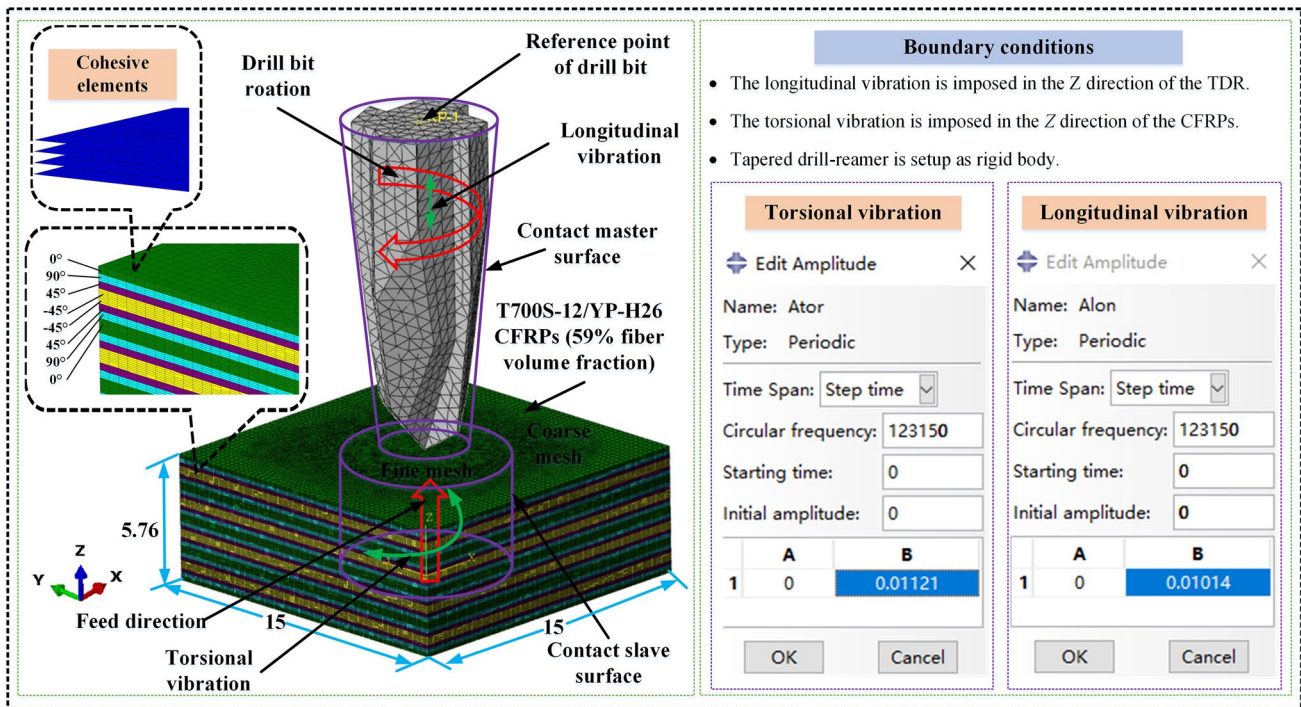 Cohesive
elements
0°
90°
45°
-45°
-45°
45°
90°
0°
Drill bit
roation
Reference point
of drill bit
RP-1
Longitudinal
vibration
Contact master
surface
T700S-12/YP-H26
CFRPs (59% fiber
volume fraction)
Coarse
mesh
Fine mesh
Z
X
5.76
Z
Y
X
15
15
Feed direction
Torsional
vibration
Contact slave
surface
Boundary conditions
• The longitudinal vibration is imposed in the Z direction of the TDR.
• The torsional vibration is imposed in the Z direction of the CFRPs.
• Tapered drill-reamer is setup as rigid body.
Torsional vibration
Edit Amplitude
Name: Ator
Type: Periodic
Time Span: Step time
Circular frequency: 123150
Starting time: 0
Initial amplitude: 0
A B
1 0 0.01121
OK Cancel
Longitudinal vibration
Edit Amplitude
Name: Alon
Type: Periodic
Time Span: Step time
Circular frequency: 123150
Starting time: 0
Initial amplitude: 0
A B
1 0 0.01014
OK Cancel